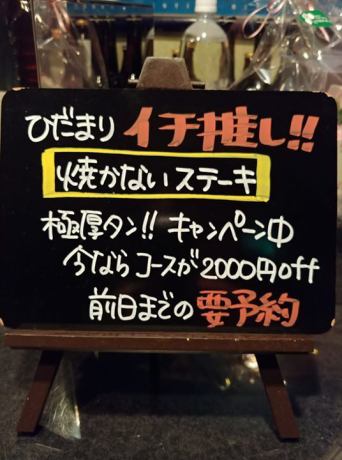 ひだまり イチ推し!!
焼かないステーキ
極厚タン!! キャンペーン中
今なら コースが2000円off
前日までの要予約